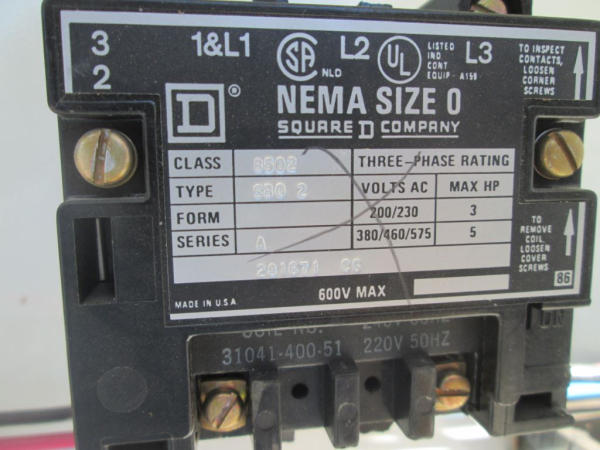 3 1&L1 SA L2 UL LISTED IND CONT EQUIP - A159 L3
2 NLD
TO INSPECT
CONTACTS,
LOOSEN
CORNER
SCREWS
D ® NEMA SIZE 0
SQUARE D COMPANY
CLASS 8502 THREE-PHASE RATING
TYPE SBO 2 VOLTS AC MAX HP
FORM 200/230 3
SERIES A 380/460/575 5
600V MAX
MADE IN U.S.A.
TO
REMOVE
COIL,
LOOSEN
COVER
SCREWS
86
31041-400-51 220V 50HZ